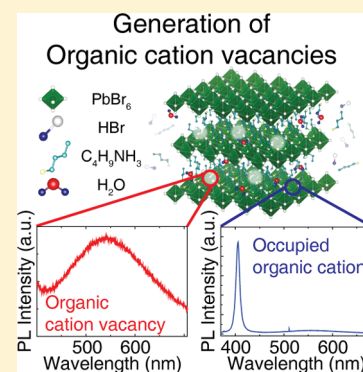 Generation of
Organic cation vacancies
PbBr6
HBr
C4H9NH3
H2O
PL Intensity (a.u.)
Organic
cation vacancy
500 600
Wavelength (nm)
PL Intensity (a.u.)
Occupied
organic cation
400 500 600
Wavelength (nm)